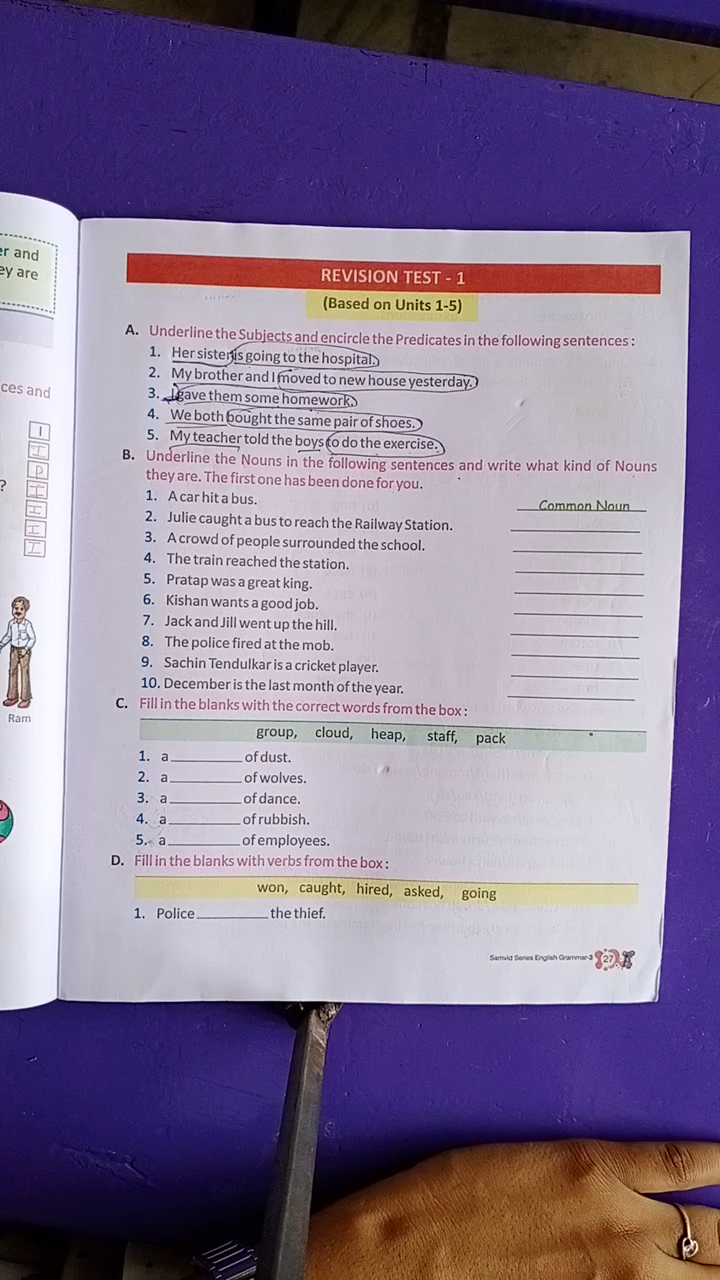 er and
ey are
ces and
I
I
D
?
I
I
I
I
Ram
REVISION TEST - 1
(Based on Units 1-5)
A. Underline the Subjects and encircle the Predicates in the following sentences :
1. Her sister is going to the hospital.
2. My brother and I moved to new house yesterday.
3. I gave them some homework.
4. We both bought the same pair of shoes.
5. My teacher told the boys to do the exercise.
B. Underline the Nouns in the following sentences and write what kind of Nouns
they are. The first one has been done for you.
1. A car hit a bus. Common Noun
2. Julie caught a bus to reach the Railway Station.
3. A crowd of people surrounded the school.
4. The train reached the station.
5. Pratap was a great king.
6. Kishan wants a good job.
7. Jack and Jill went up the hill.
8. The police fired at the mob.
9. Sachin Tendulkar is a cricket player.
10. December is the last month of the year.
C. Fill in the blanks with the correct words from the box :
group, cloud, heap, staff, pack
1. a ________ of dust.
2. a ________ of wolves.
3. a ________ of dance.
4. a ________ of rubbish.
5. a ________ of employees.
D. Fill in the blanks with verbs from the box :
won, caught, hired, asked, going
1. Police ________ the thief.
Samvid Series English Grammar-3 27